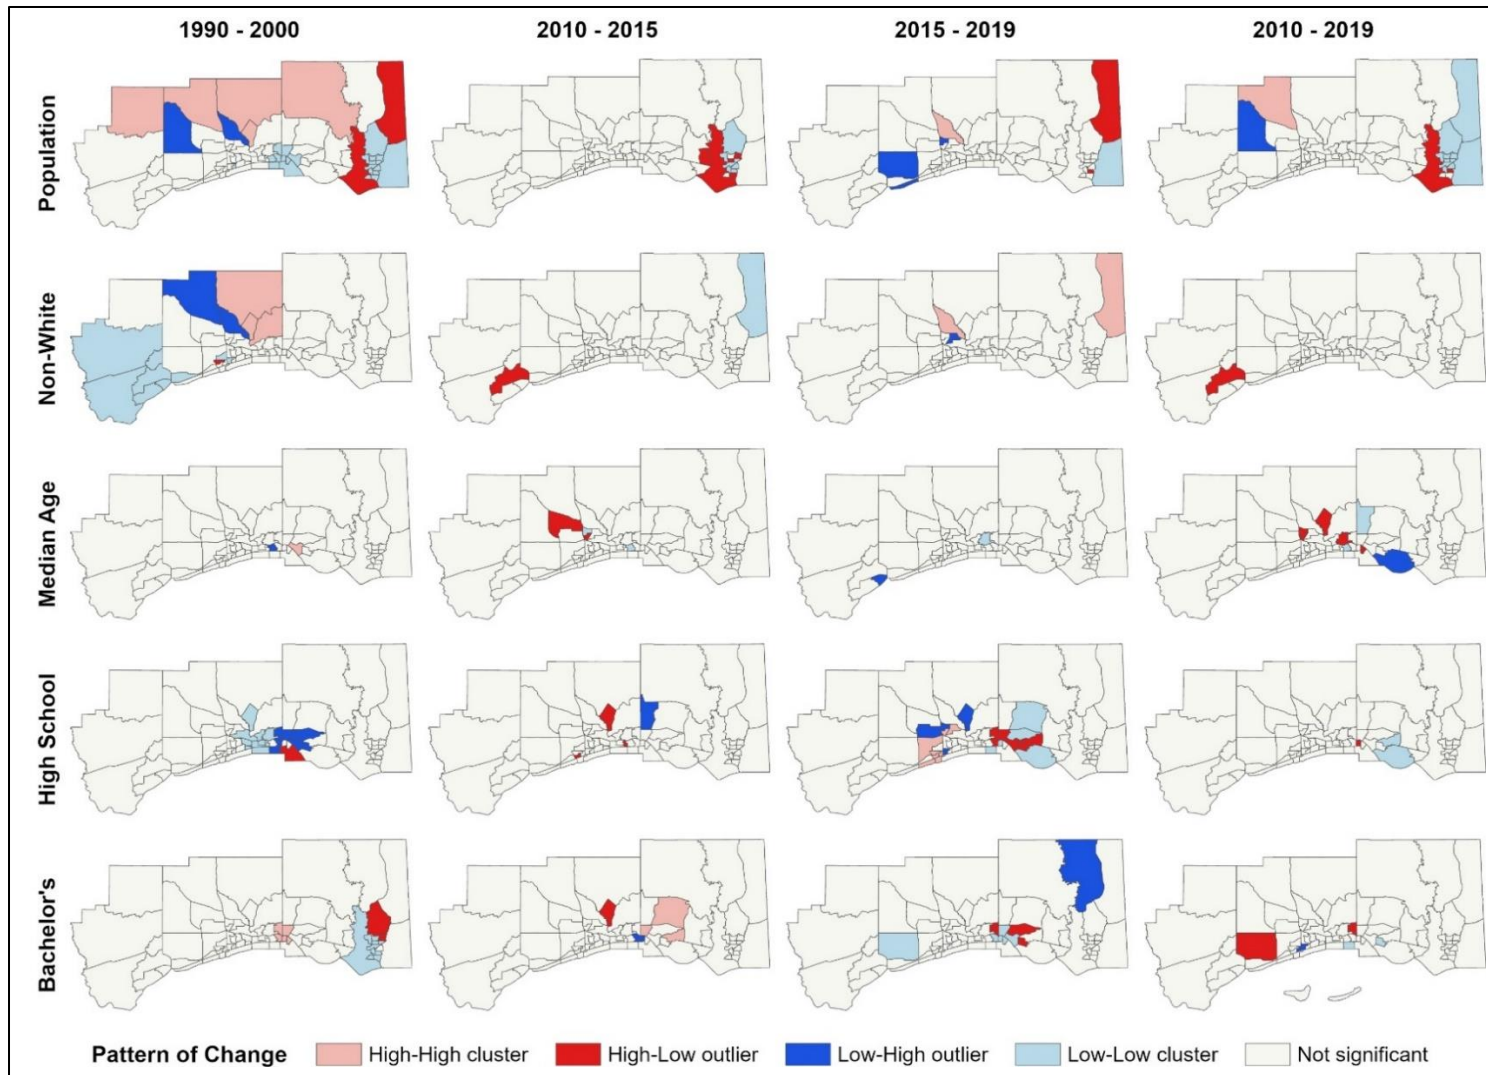 1990 - 2000 2010 - 2015 2015 - 2019 2010 - 2019
Population
Non-White
Median Age
High School
Bachelor's
Pattern of Change High-High cluster High-Low outlier Low-High outlier Low-Low cluster Not significant